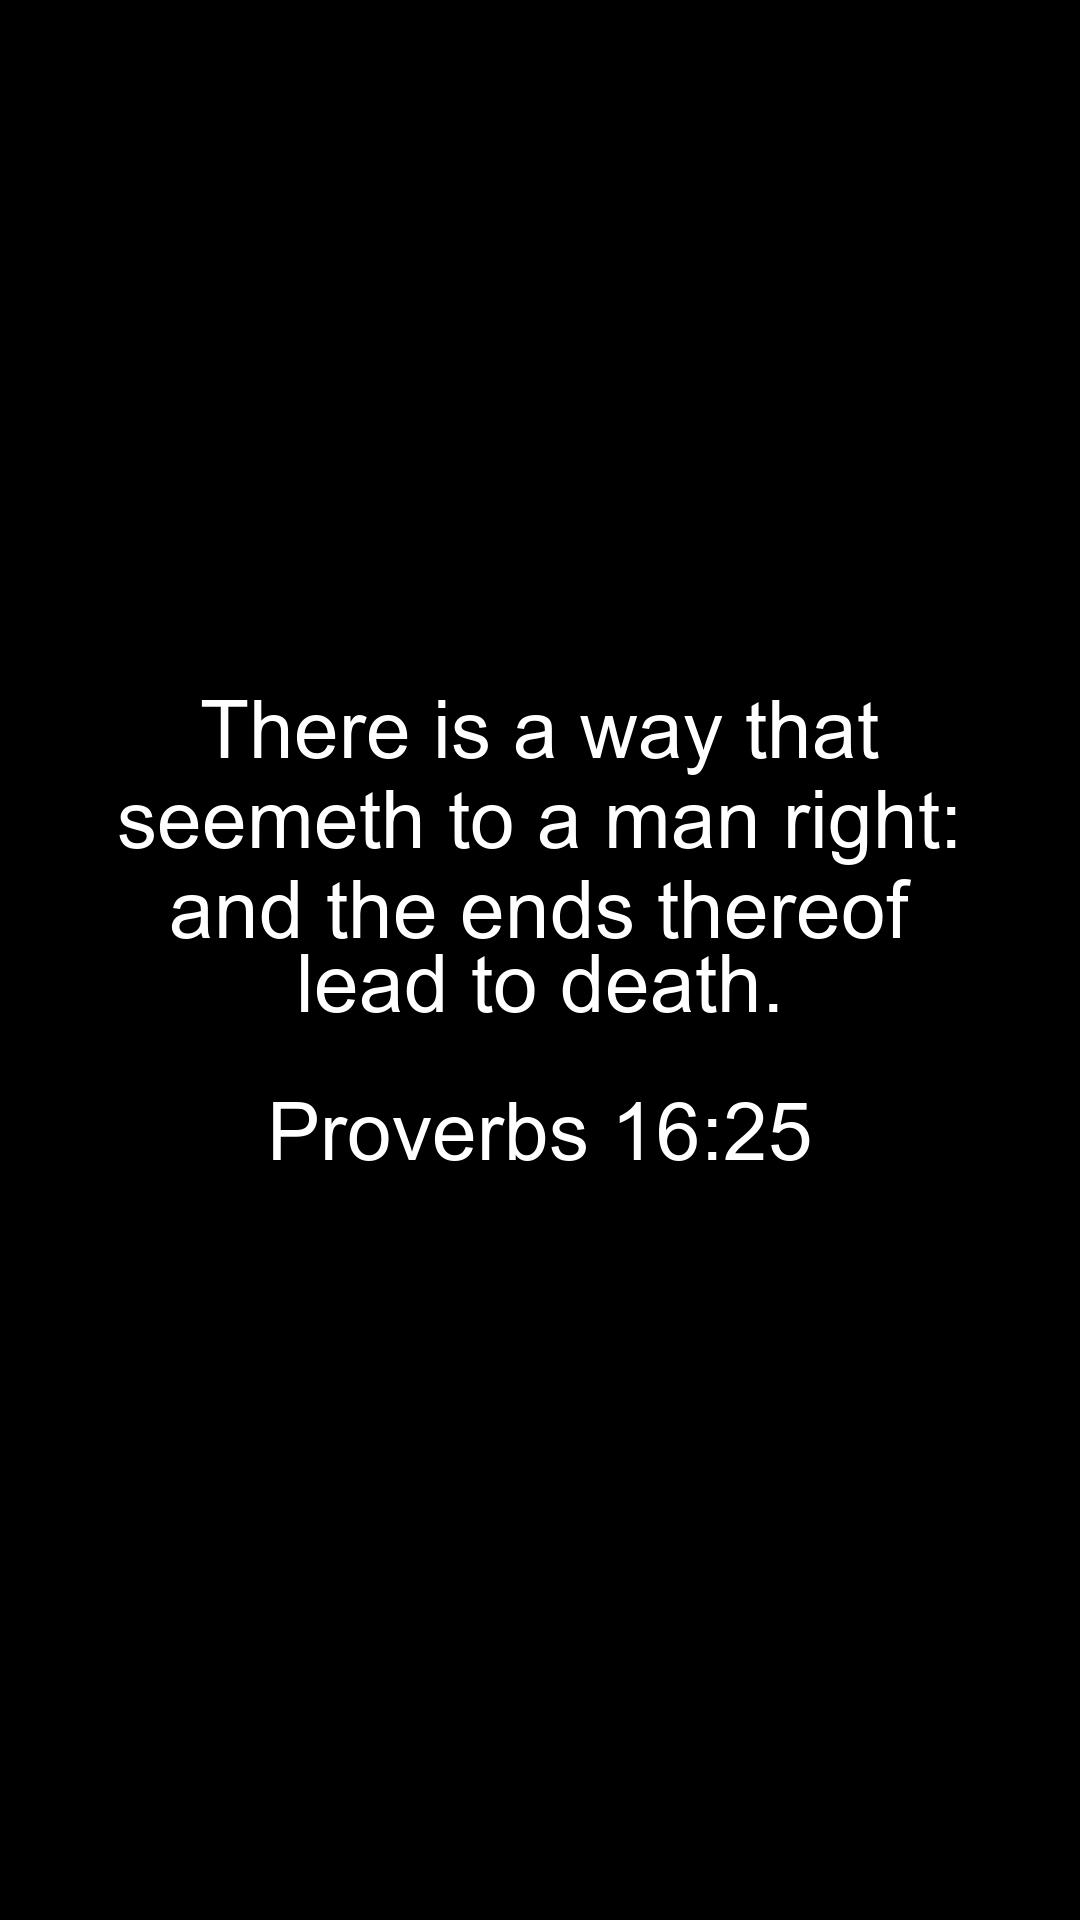 There is a way that
seemeth to a man right:
and the ends thereof
lead to death.
Proverbs 16:25